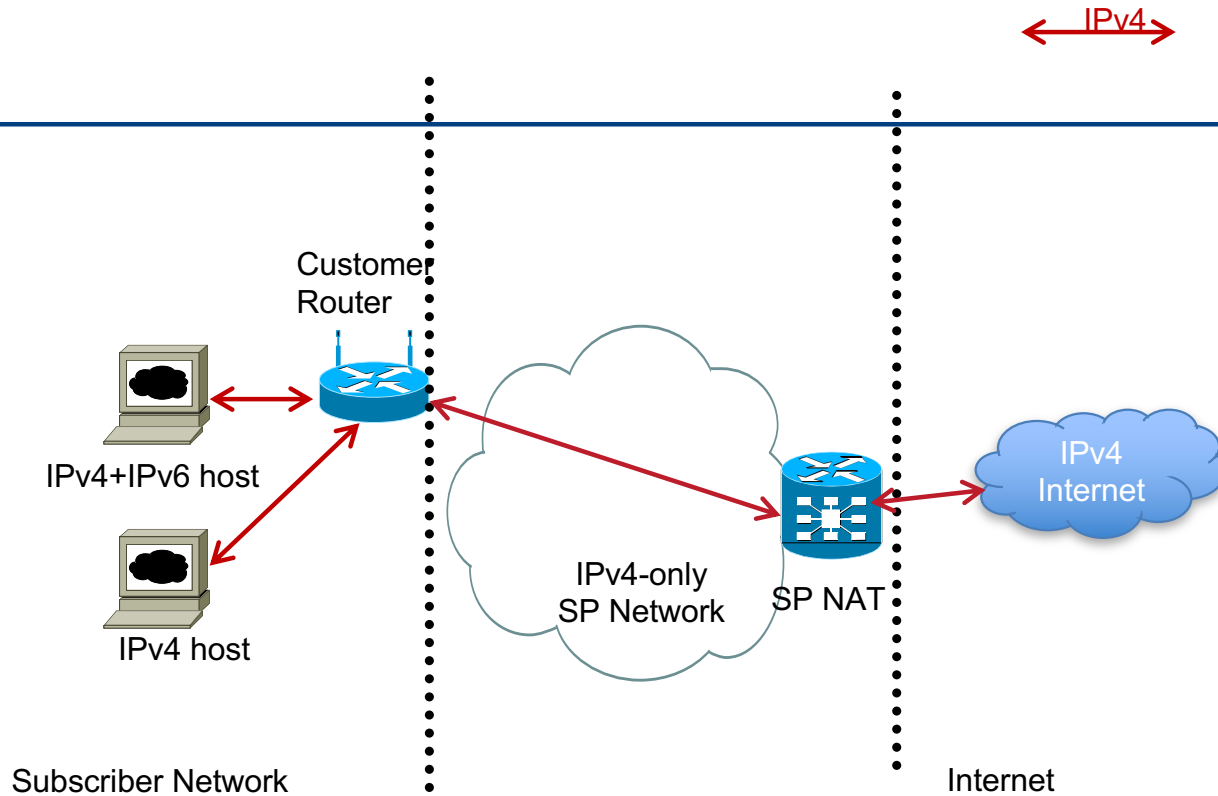 IPv4
Customer
Router
IPv4+IPv6 host
IPv4 host
IPv4-only
SP Network
SP NAT
IPv4
Internet
Subscriber Network
Internet